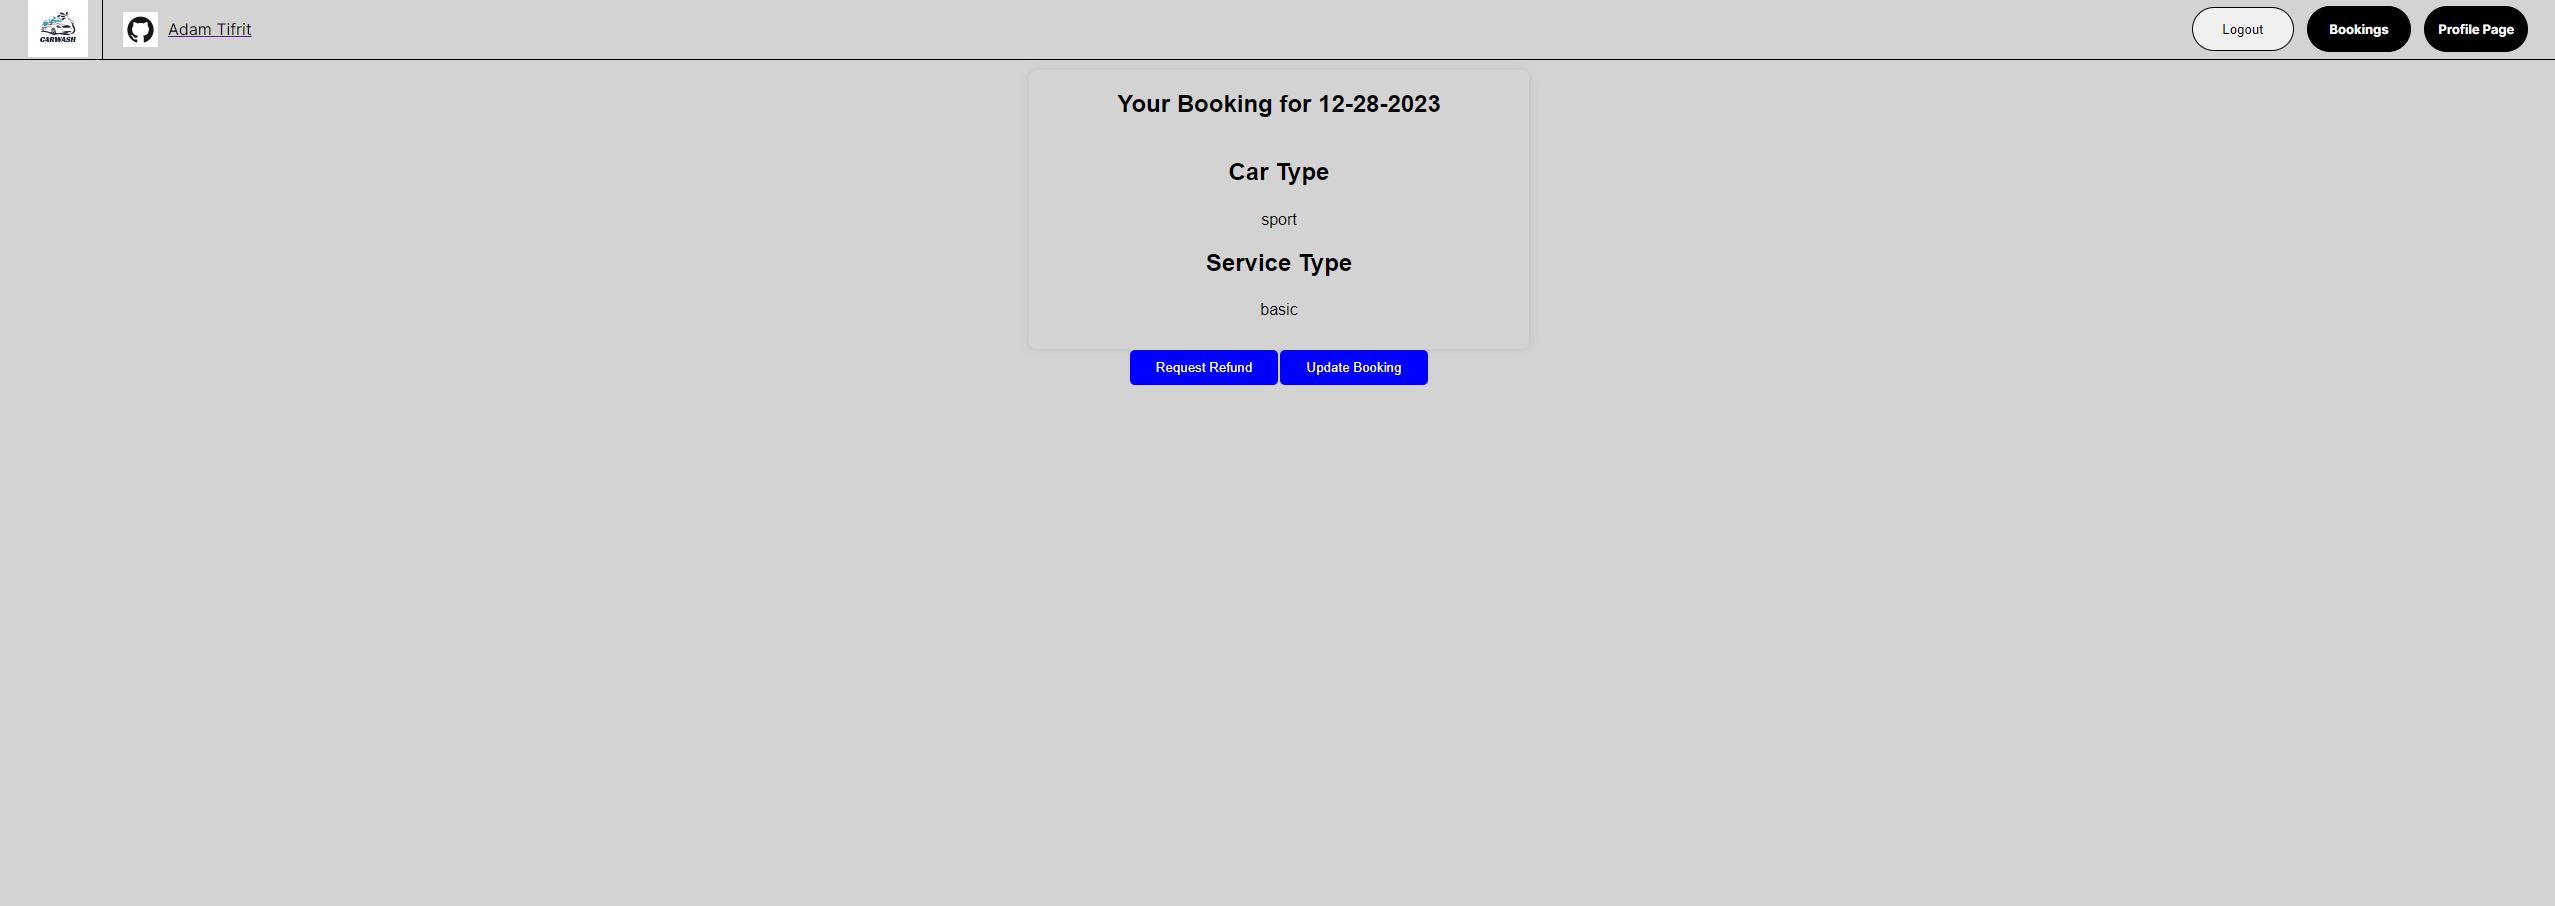 CARWASH
Adam Tifrit
Logout
Bookings
Profile Page
Your Booking for 12-28-2023
Car Type
sport
Service Type
basic
Request Refund
Update Booking